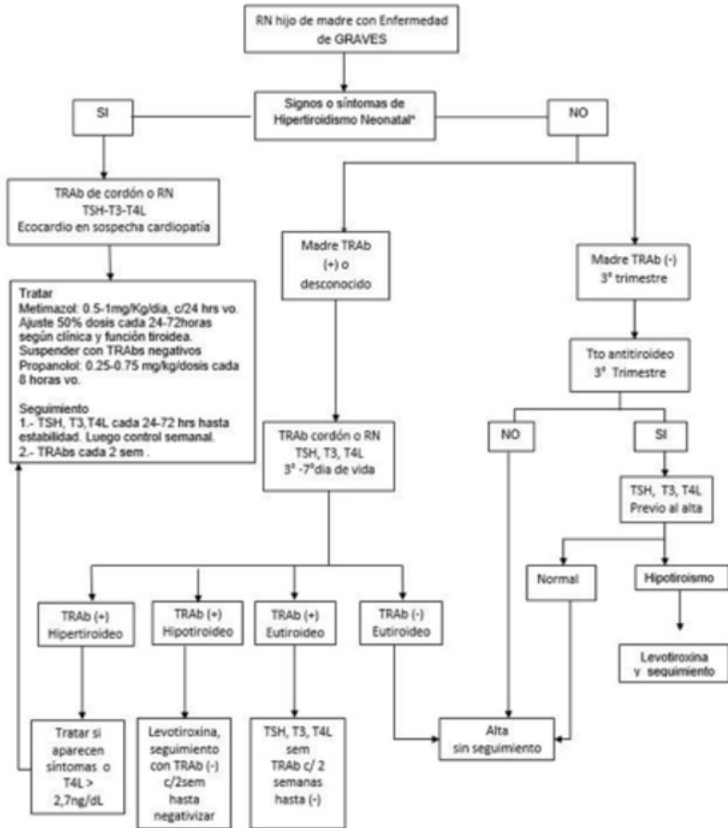 RN hijo de madre con Enfermedad
de GRAVES
SI
Signos o síntomas de
Hipertiroidismo Neonatal*
NO
TRAb de cordón o RN
TSH-T3-T4L
Ecocardio en sospecha cardiopatía
Madre TRAb
(+) o
desconocido
Madre TRAb (-)
3º trimestre
Tratar
Metimazol: 0.5-1mg/Kg/dia, c/24 hrs vo.
Ajuste 50% dosis cada 24-72horas
según clínica y función tiroidea.
Suspender con TRAbs negativos
Propanolol: 0.25-0.75 mg/kg/dosis cada
8 horas vo.
Seguimiento
1.- TSH, T3,T4L cada 24-72 hrs hasta
estabilidad. Luego control semanal.
2.- TRAbs cada 2 sem .
Tto antitiroideo
3º Trimestre
TRAb cordón o RN
TSH, T3, T4L
3º -7ºdia de vida
NO
SI
TSH, T3, T4L
Previo al alta
Normal
Hipotiroismo
TRAb (+)
Hipertiroideo
TRAb (+)
Hipotiroideo
TRAb (+)
Eutiroideo
TRAb (-)
Eutiroideo
Levotiroxina
y seguimiento
Tratar si
aparecen
síntomas o
T4L >
2,7ng/dL
Levotiroxina,
seguimiento
con TRAb (-)
c/2sem
hasta
negativizar
TSH, T3, T4L
sem
TRAb c/ 2
semanas
hasta (-)
Alta
sin seguimiento